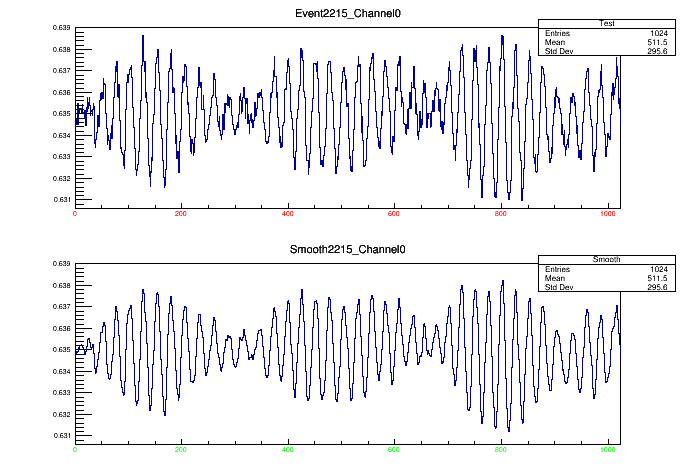 Event2215_Channel0
Test
Entries 1024
Mean 511.5
Std Dev 295.6
0.639
0.638
0.637
0.636
0.635
0.634
0.633
0.632
0.631
0 200 400 600 800 1000
Smooth2215_Channel0
Smooth
Entries 1024
Mean 511.5
Std Dev 295.6
0.639
0.638
0.637
0.636
0.635
0.634
0.633
0.632
0.631
0 200 400 600 800 1000